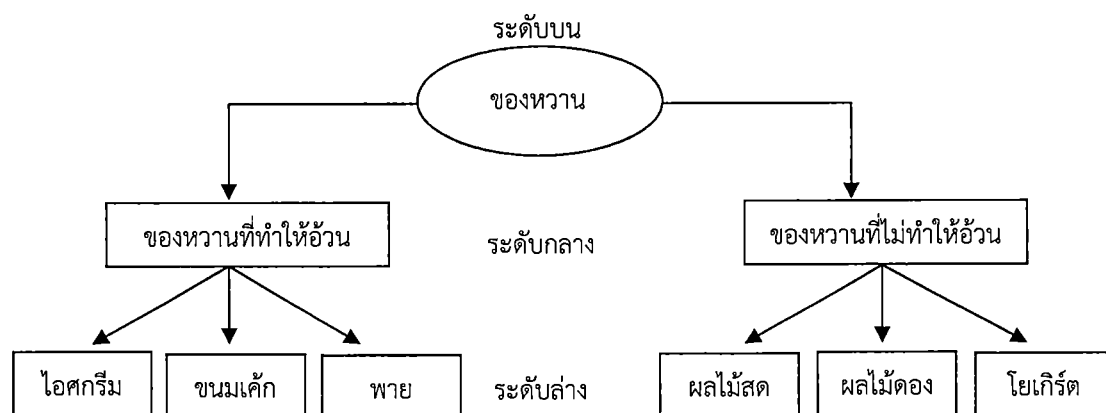 ระดับบน
ของหวาน
ของหวานที่ทำให้อ้วน ระดับกลาง ของหวานที่ไม่ทำให้อ้วน
ไอศกรีม ขนมเค้ก พาย ระดับล่าง ผลไม้สด ผลไม้ดอง โยเกิร์ต